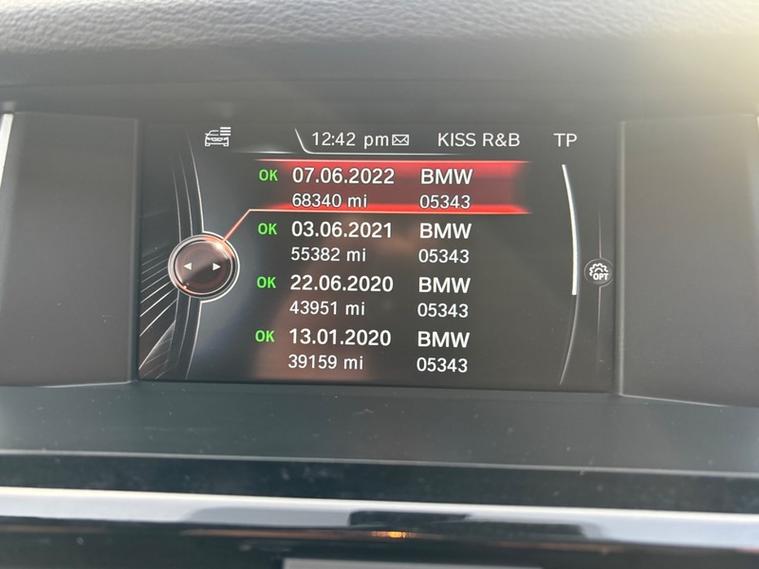 12:42 pm KISS R&B TP
OK 07.06.2022 BMW
68340 mi 05343
OK 03.06.2021 BMW
55382 mi 05343
OK 22.06.2020 BMW
43951 mi 05343
OPT
OK 13.01.2020 BMW
39159 mi 05343